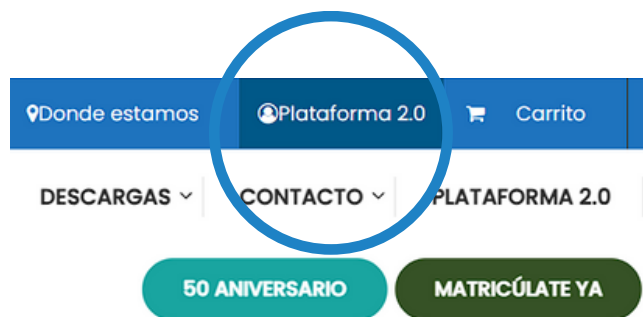 Donde estamos Plataforma 2.0 Carrito
DESCARGAS CONTACTO PLATAFORMA 2.0
50 ANIVERSARIO MATRICÚLATE YA